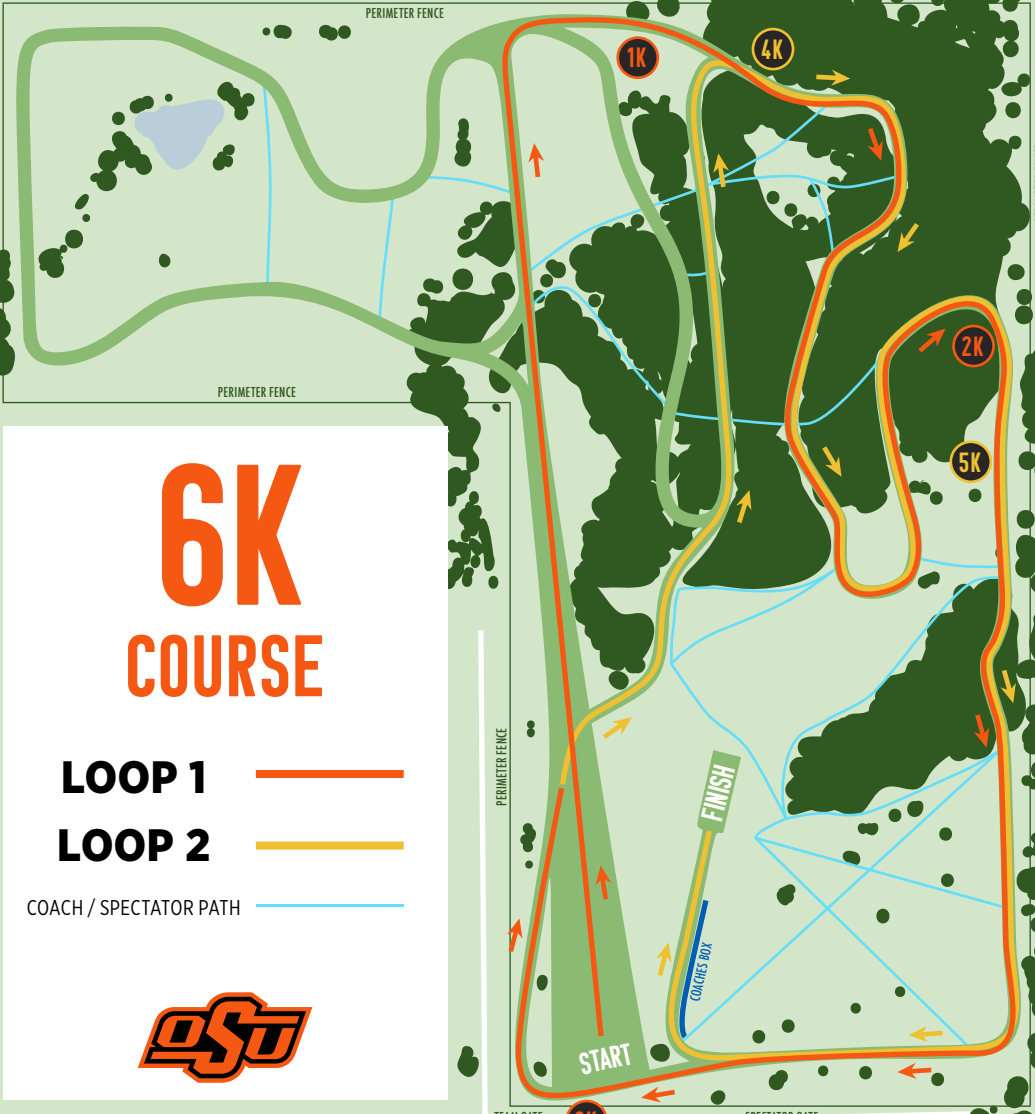 PERIMETER FENCE
1K
4K
2K
PERIMETER FENCE
5K
6K
COURSE
LOOP 1
LOOP 2
COACH / SPECTATOR PATH
PERIMETER FENCE
FINISH
COACHES BOX
OSU
START